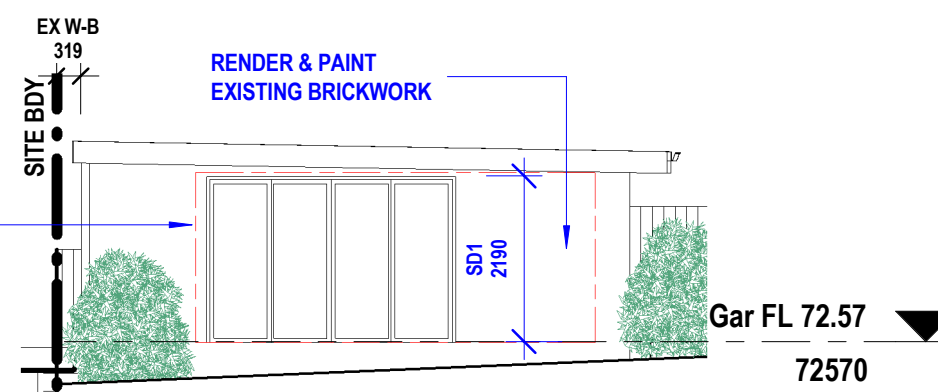 EX W-B
319
SITE BDY
RENDER & PAINT
EXISTING BRICKWORK
SD1
2190
Gar FL 72.57
72570